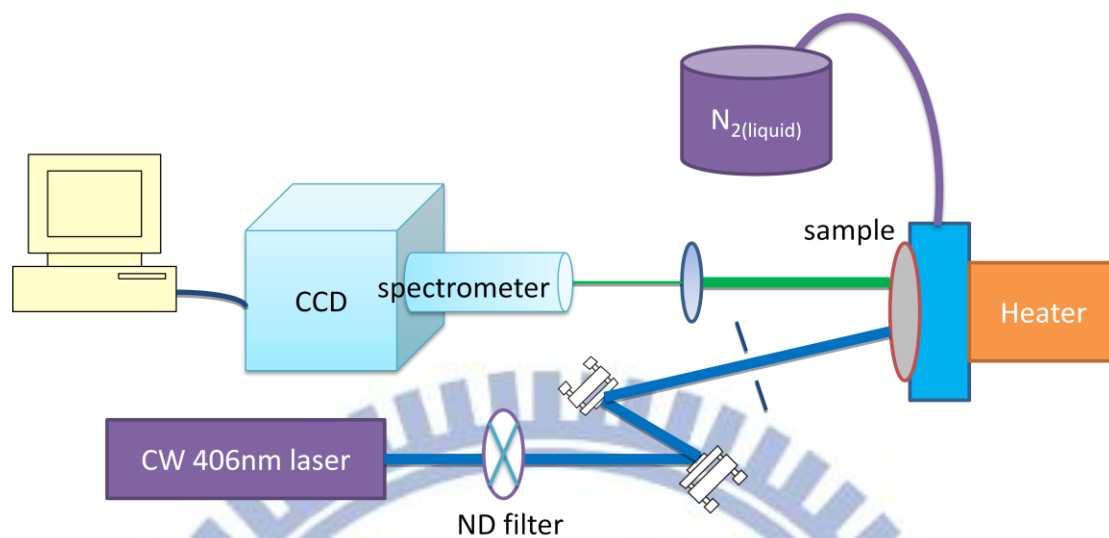 N2(liquid)
sample
CCD
spectrometer
Heater
CW 406nm laser
ND filter